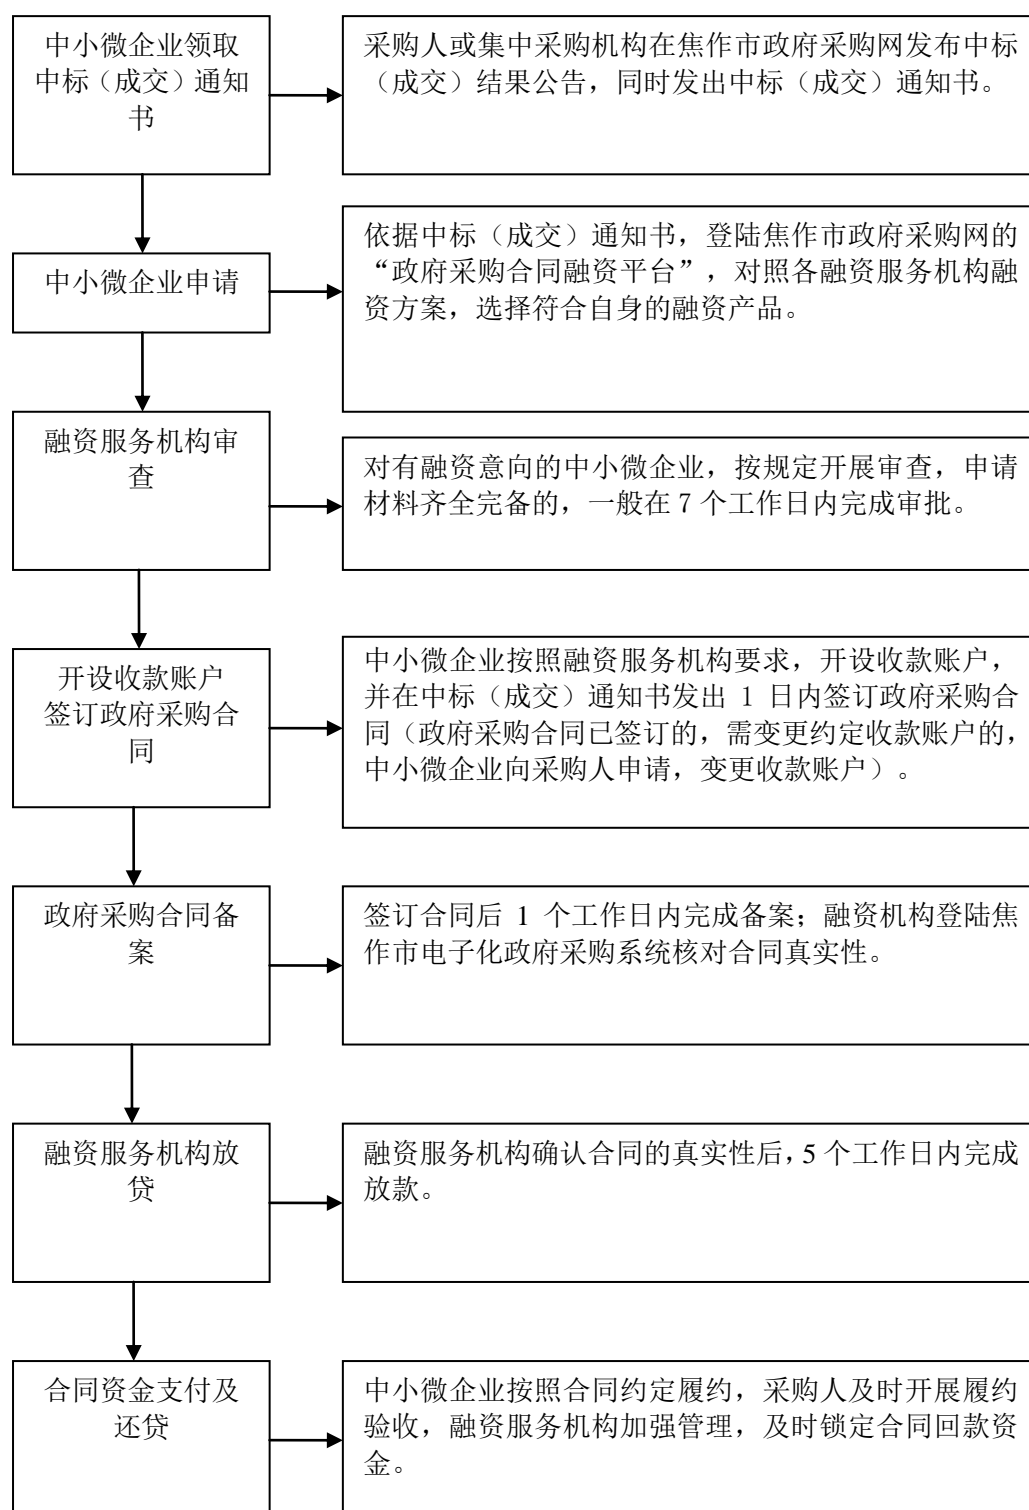 中小微企业领取
中标（成交）通知
书
采购人或集中采购机构在焦作市政府采购网发布中标
（成交）结果公告，同时发出中标（成交）通知书。
中小微企业申请
依据中标（成交）通知书，登陆焦作市政府采购网的
“政府采购合同融资平台”，对照各融资服务机构融
资方案，选择符合自身的融资产品。
融资服务机构审
查
对有融资意向的中小微企业，按规定开展审查，申请
材料齐全完备的，一般在 7 个工作日内完成审批。
开设收款账户
签订政府采购合
同
中小微企业按照融资服务机构要求，开设收款账户，
并在中标（成交）通知书发出 1 日内签订政府采购合
同（政府采购合同已签订的，需变更约定收款账户的，
中小微企业向采购人申请，变更收款账户）。
政府采购合同备
案
签订合同后 1 个工作日内完成备案；融资机构登陆焦
作市电子化政府采购系统核对合同真实性。
融资服务机构放
贷
融资服务机构确认合同的真实性后，5 个工作日内完成
放款。
合同资金支付及
还贷
中小微企业按照合同约定履约，采购人及时开展履约
验收，融资服务机构加强管理，及时锁定合同回款资
金。